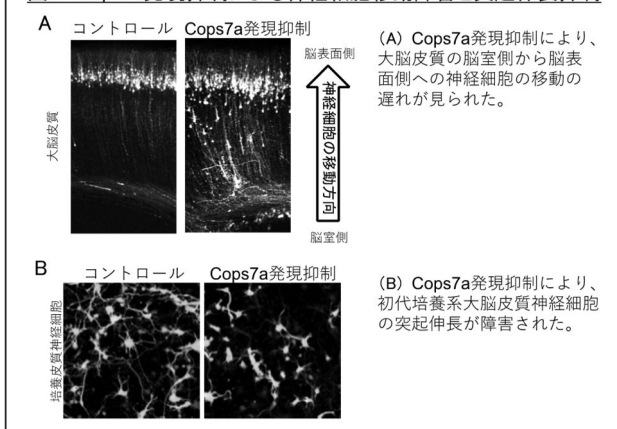 A
コントロール Cops7a発現抑制
大脳皮質
脳表面側
神経細胞の移動方向
脳室側
（A）Cops7a発現抑制により、
大脳皮質の脳室側から脳表
面側への神経細胞の移動の
遅れが見られた。
B
コントロール Cops7a発現抑制
培養皮質神経細胞
（B）Cops7a発現抑制により、
初代培養系大脳皮質神経細胞
の突起伸長が障害された。